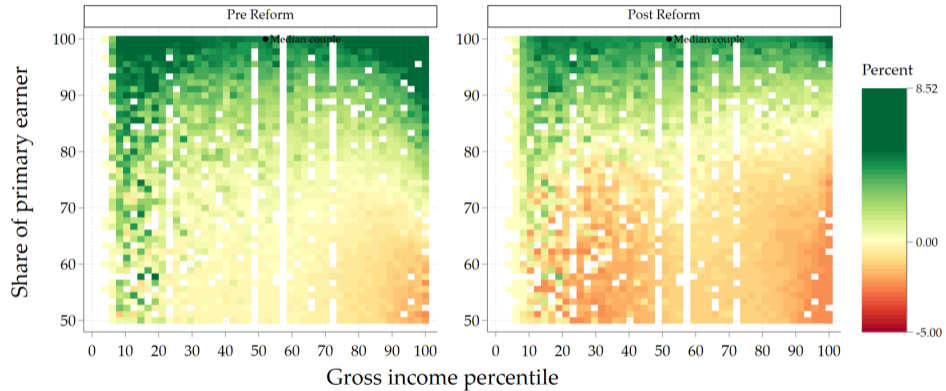 Pre Reform
Post Reform
Share of primary earner
100
90
80
70
60
50
Median couple
100
90
80
70
60
50
Median couple
Percent
8.52
0.00
-5.00
0 10 20 30 40 50 60 70 80 90 100
0 10 20 30 40 50 60 70 80 90 100
Gross income percentile